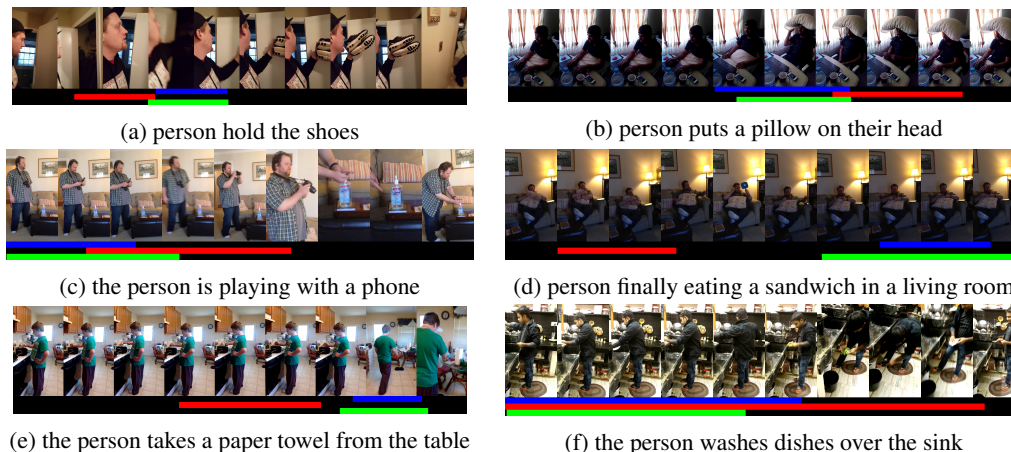 (a) person hold the shoes
(b) person puts a pillow on their head
(c) the person is playing with a phone
(d) person finally eating a sandwich in a living room
(e) the person takes a paper towel from the table
(f) the person washes dishes over the sink